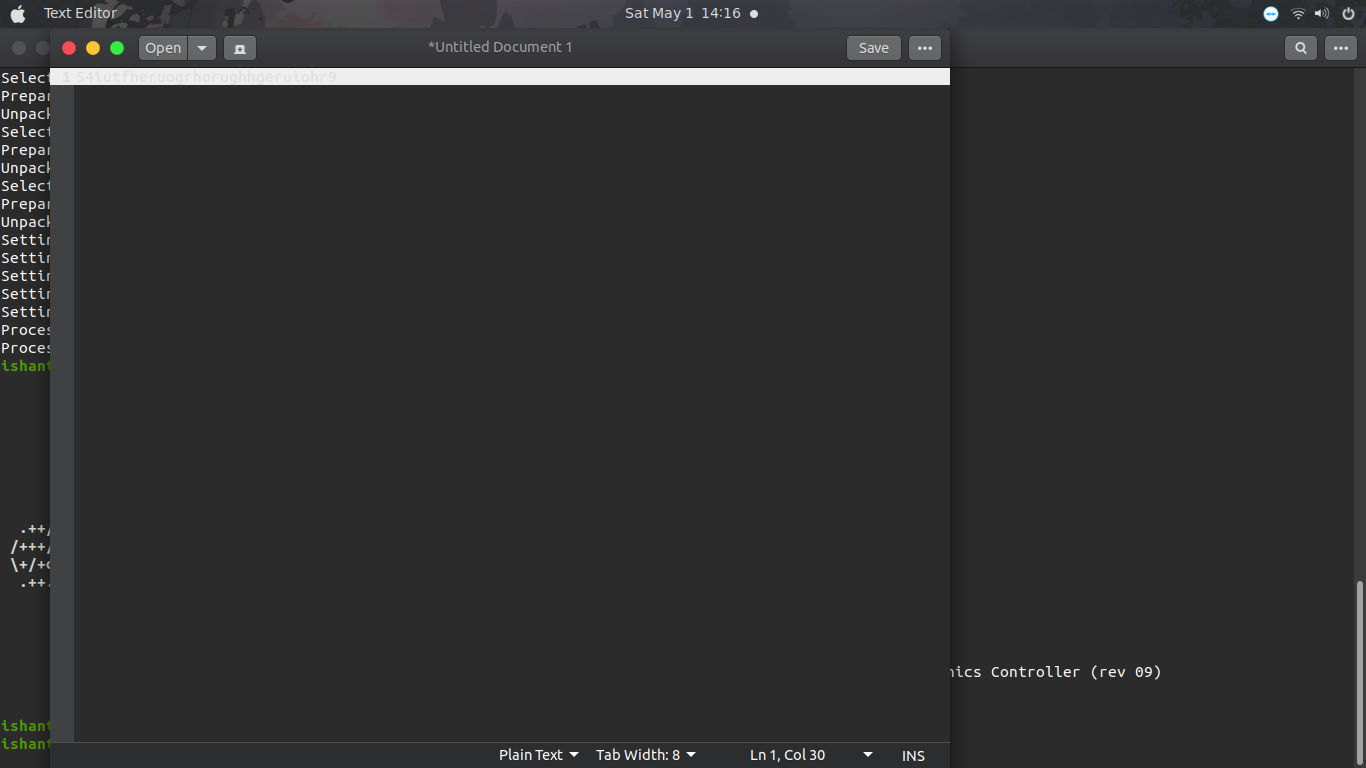 Text Editor
Sat May 1 14:16
Open
*Untitled Document 1
Save
1 54iutfheruogrhorughhgerulohr9
Select
Prepar
Unpack
Select
Prepar
Unpack
Select
Prepar
Unpack
Settin
Settin
Settin
Settin
Settin
Proces
Proces
ishant
.++/
/+++/
\+/+o
.++.
nics Controller (rev 09)
ishant
ishant
Plain Text
Tab Width: 8
Ln 1, Col 30
INS